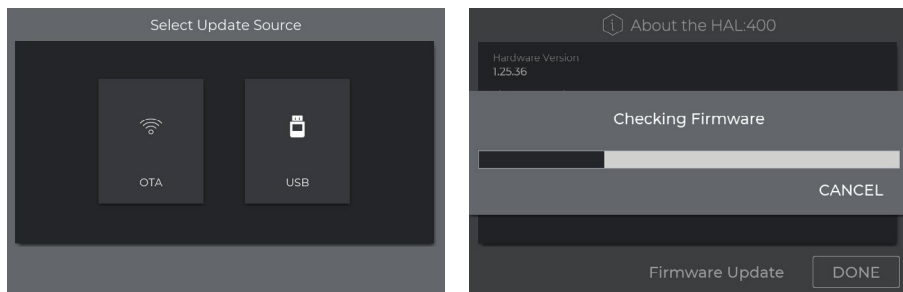 Select Update Source
OTA
USB
About the HAL:400
Hardware Version
1.25.36
Checking Firmware
CANCEL
Firmware Update
DONE